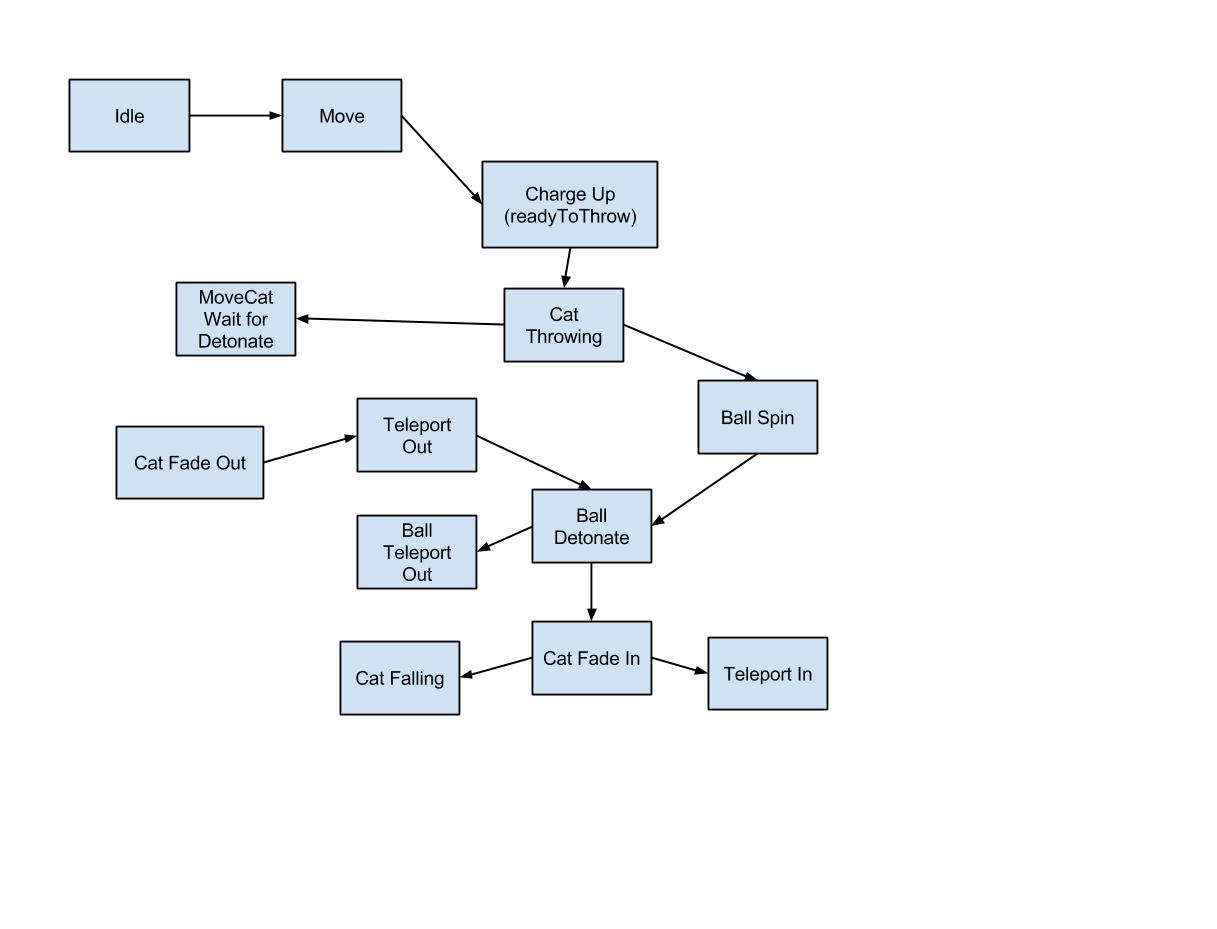 Idle
Move
Charge Up
(readyToThrow)
MoveCat
Wait for
Detonate
Cat
Throwing
Ball Spin
Cat Fade Out
Teleport
Out
Ball
Detonate
Ball
Teleport
Out
Cat Falling
Cat Fade In
Teleport In